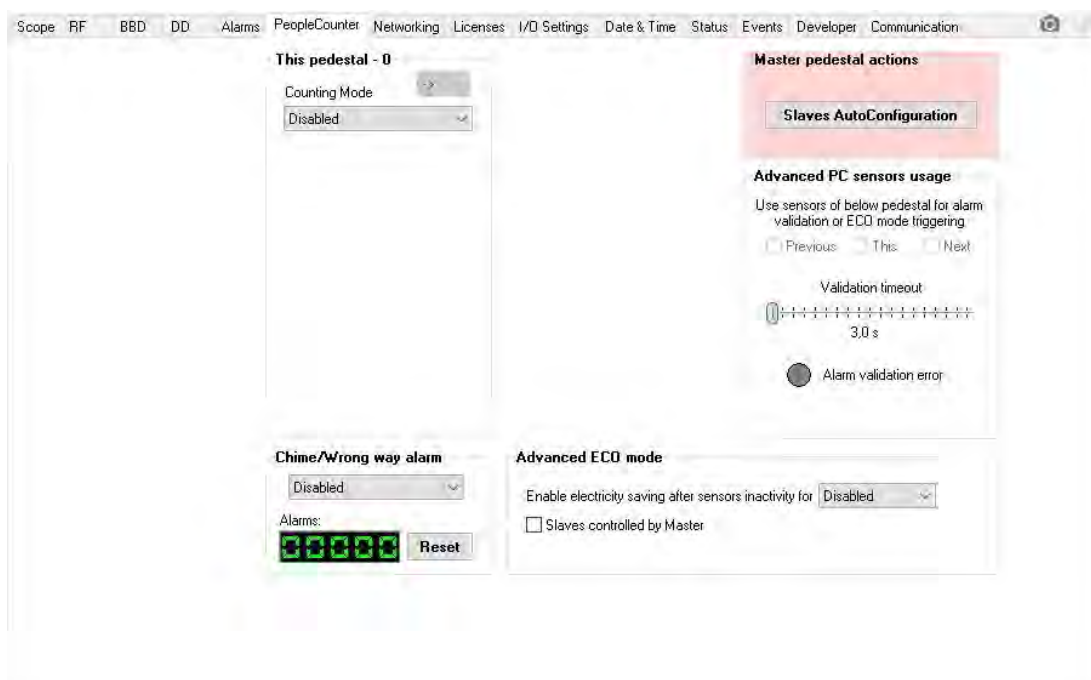 Scope RF BBD DD Alarms PeopleCounter Networking Licenses I/O Settings Date & Time Status Events Developer Communication
This pedestal - 0
Counting Mode
->
Disabled
Master pedestal actions
Slaves AutoConfiguration
Advanced PC sensors usage
Use sensors of below pedestal for alarm
validation or ECO mode triggering
Previous This Next
Validation timeout
3,0 s
Alarm validation error
Chime/Wrong way alarm
Disabled
Alarms:
00000
Reset
Advanced ECO mode
Enable electricity saving after sensors inactivity for Disabled
Slaves controlled by Master